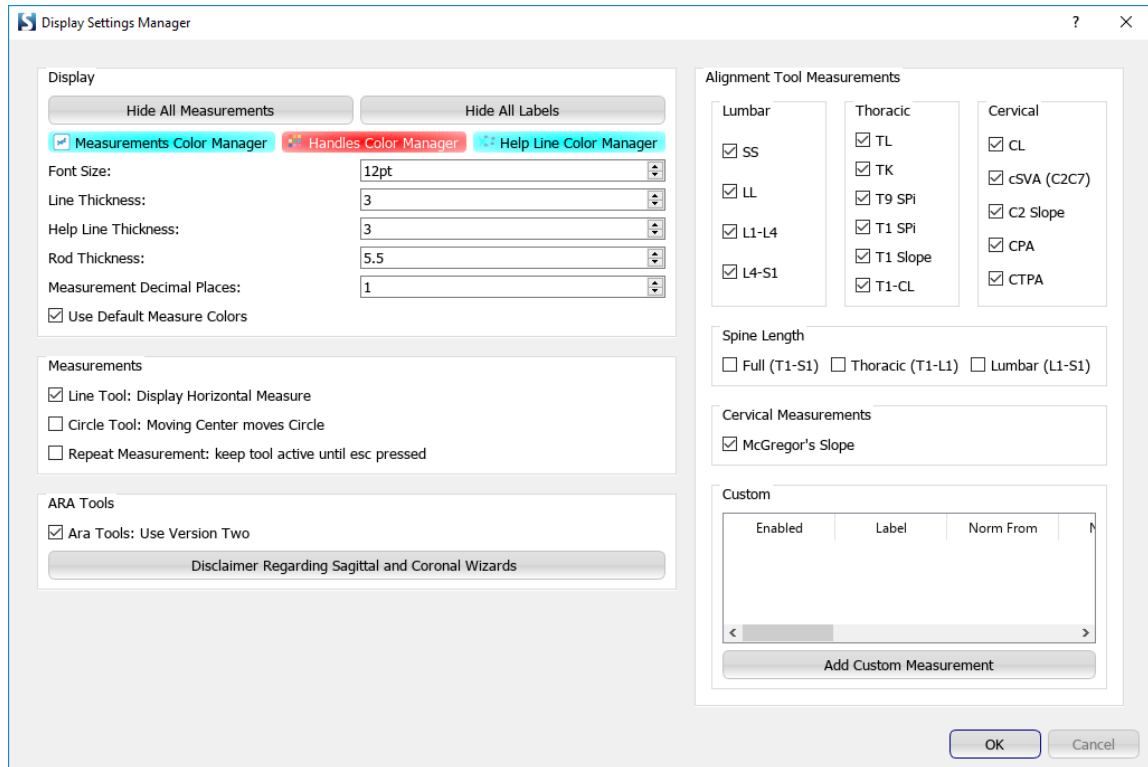 Display Settings Manager
?
Display
Hide All Measurements
Hide All Labels
Measurements Color Manager
Handles Color Manager
Help Line Color Manager
Font Size:
12pt
Line Thickness:
3
Help Line Thickness:
3
Rod Thickness:
5.5
Measurement Decimal Places:
1
Use Default Measure Colors
Measurements
Line Tool: Display Horizontal Measure
Circle Tool: Moving Center moves Circle
Repeat Measurement: keep tool active until esc pressed
ARA Tools
Ara Tools: Use Version Two
Disclaimer Regarding Sagittal and Coronal Wizards
Alignment Tool Measurements
Lumbar
SS
LL
L1-L4
L4-S1
Thoracic
TL
TK
T9 SPi
T1 SPi
T1 Slope
T1-CL
Cervical
CL
cSVA (C2C7)
C2 Slope
CPA
CTPA
Spine Length
Full (T1-S1)
Thoracic (T1-L1)
Lumbar (L1-S1)
Cervical Measurements
McGregor's Slope
Custom
Enabled
Label
Norm From
Add Custom Measurement
OK
Cancel